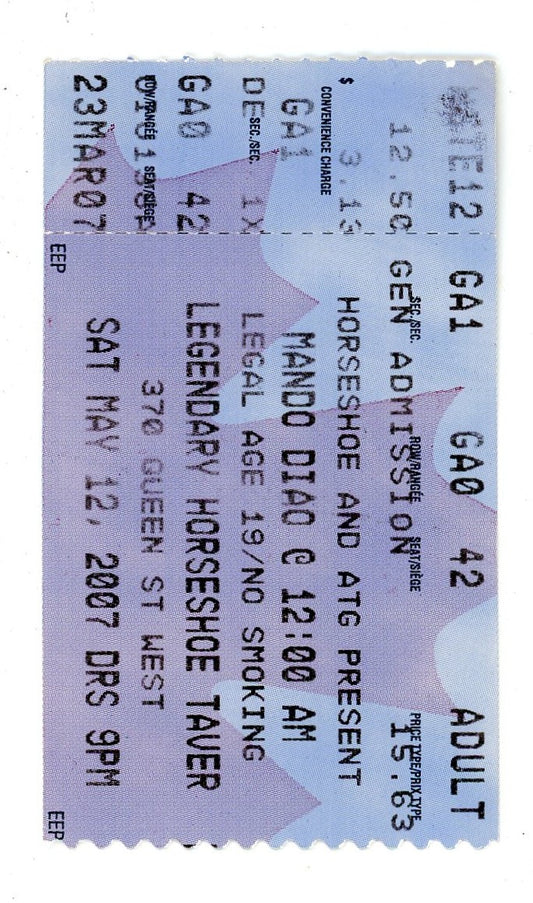 GA1 GA0 42 ADULT
SEC./SEC. ROW/RANGÉE SEAT/SIÈGE PRICE TYPE/PRIX TYPE
GEN ADMISSION 15.63
HORSESHOE AND ATG PRESENT
MANDO DIAO @ 12:00 AM
LEGAL AGE 19/NO SMOKING
LEGENDARY HORSESHOE TAVER
370 QUEEN ST WEST
SAT MAY 12, 2007 DRS 9PM
EEP EEP
12.50
$ 3.13
CONVENIENCE CHARGE
GA1
SEC./SEC. 1X
GA0 42
ROW/RANGÉE SEAT/SIÈGE
23MAR07